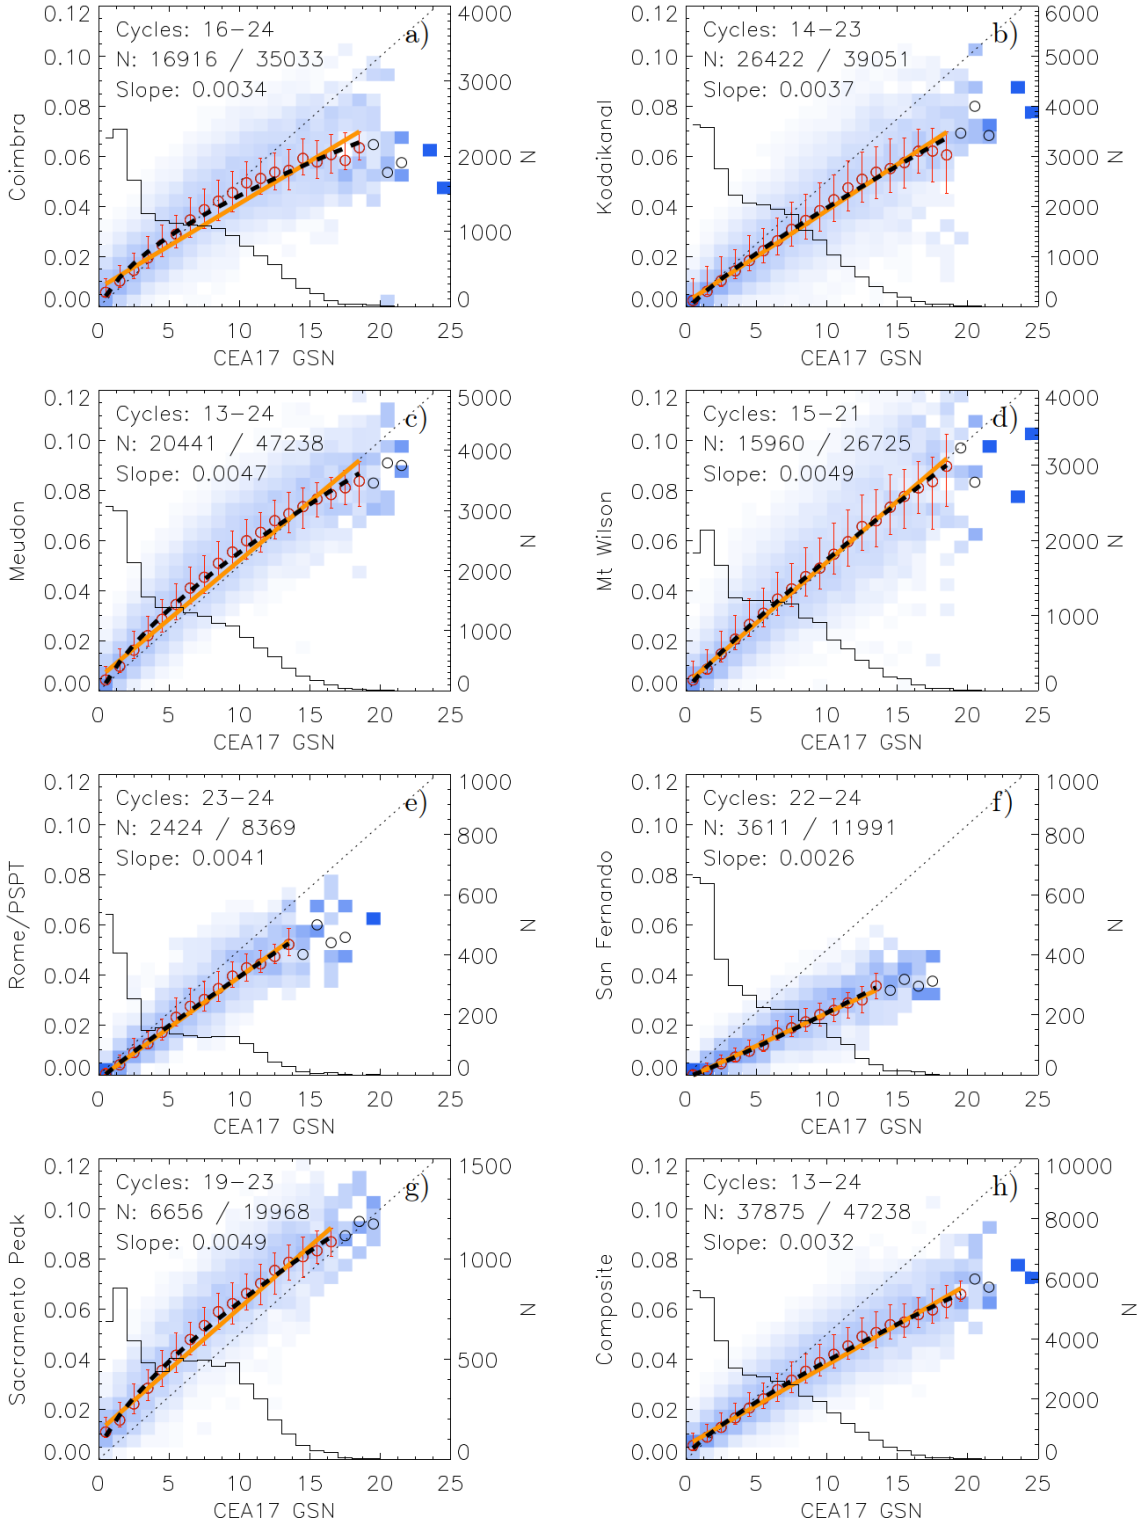 a)
Cycles: 16-24
N: 16916 / 35033
Slope: 0.0034
0.12
0.10
0.08
0.06
0.04
0.02
0.00
Coimbra
4000
3000
2000
1000
0
N
0 5 10 15 20 25
CEA17 GSN
b)
Cycles: 14-23
N: 26422 / 39051
Slope: 0.0037
0.12
0.10
0.08
0.06
0.04
0.02
0.00
Kodaikanal
6000
5000
4000
3000
2000
1000
0
N
0 5 10 15 20 25
CEA17 GSN
c)
Cycles: 13-24
N: 20441 / 47238
Slope: 0.0047
0.12
0.10
0.08
0.06
0.04
0.02
0.00
Meudon
5000
4000
3000
2000
1000
0
N
0 5 10 15 20 25
CEA17 GSN
d)
Cycles: 15-21
N: 15960 / 26725
Slope: 0.0049
0.12
0.10
0.08
0.06
0.04
0.02
0.00
Mt Wilson
4000
3000
2000
1000
0
N
0 5 10 15 20 25
CEA17 GSN
e)
Cycles: 23-24
N: 2424 / 8369
Slope: 0.0041
0.12
0.10
0.08
0.06
0.04
0.02
0.00
Rome/PSPT
1000
800
600
400
200
0
N
0 5 10 15 20 25
CEA17 GSN
f)
Cycles: 22-24
N: 3611 / 11991
Slope: 0.0026
0.12
0.10
0.08
0.06
0.04
0.02
0.00
San Fernando
1000
800
600
400
200
0
N
0 5 10 15 20 25
CEA17 GSN
g)
Cycles: 19-23
N: 6656 / 19968
Slope: 0.0049
0.12
0.10
0.08
0.06
0.04
0.02
0.00
Sacramento Peak
1500
1000
500
0
N
0 5 10 15 20 25
CEA17 GSN
h)
Cycles: 13-24
N: 37875 / 47238
Slope: 0.0032
0.12
0.10
0.08
0.06
0.04
0.02
0.00
Composite
10000
8000
6000
4000
2000
0
N
0 5 10 15 20 25
CEA17 GSN